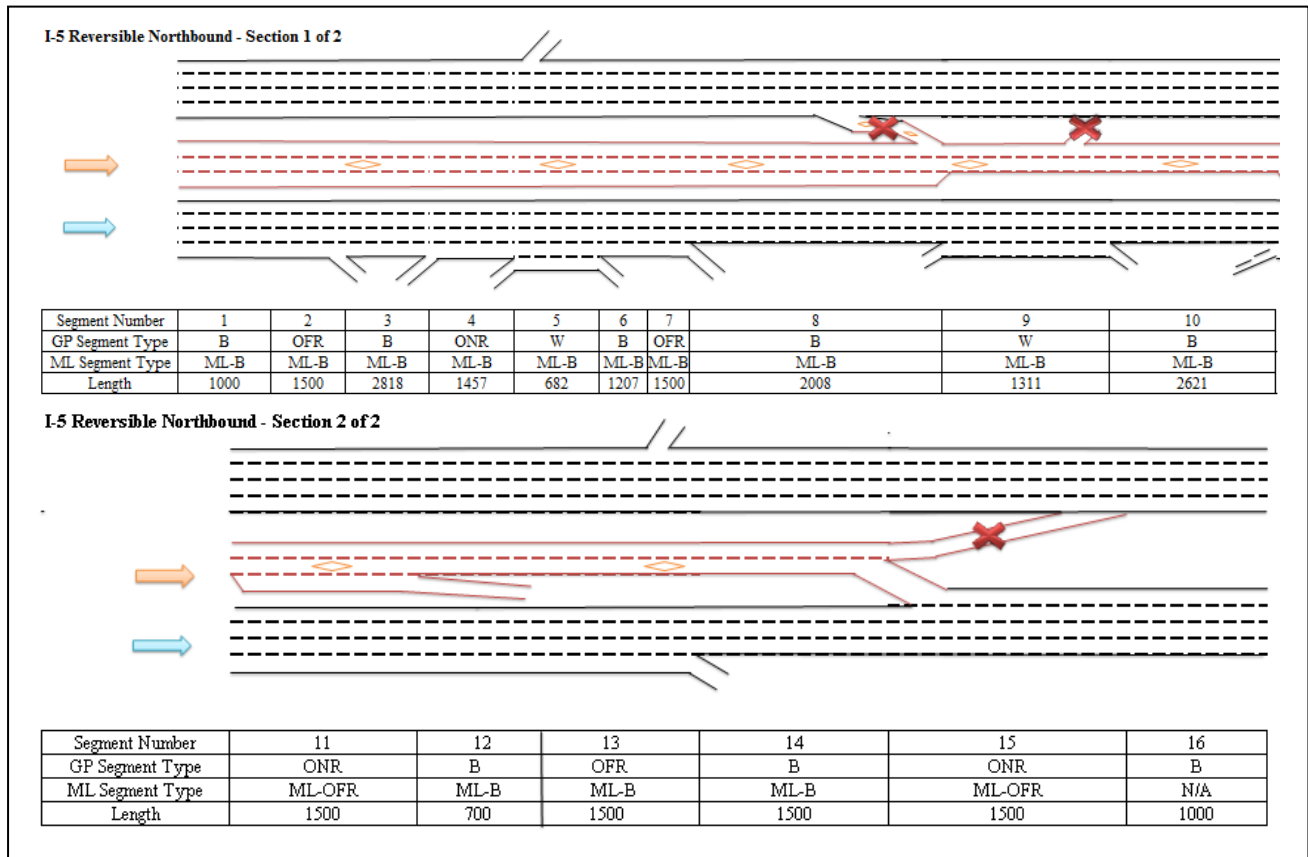 I-5 Reversible Northbound - Section 1 of 2
Segment Number 1 2 3 4 5 6 7 8 9 10
GP Segment Type B OFR B ONR W B OFR B W B
ML Segment Type ML-B ML-B ML-B ML-B ML-B ML-B ML-B ML-B ML-B ML-B
Length 1000 1500 2818 1457 682 1207 1500 2008 1311 2621
I-5 Reversible Northbound - Section 2 of 2
Segment Number 11 12 13 14 15 16
GP Segment Type ONR B OFR B ONR B
ML Segment Type ML-OFR ML-B ML-B ML-B ML-OFR N/A
Length 1500 700 1500 1500 1500 1000